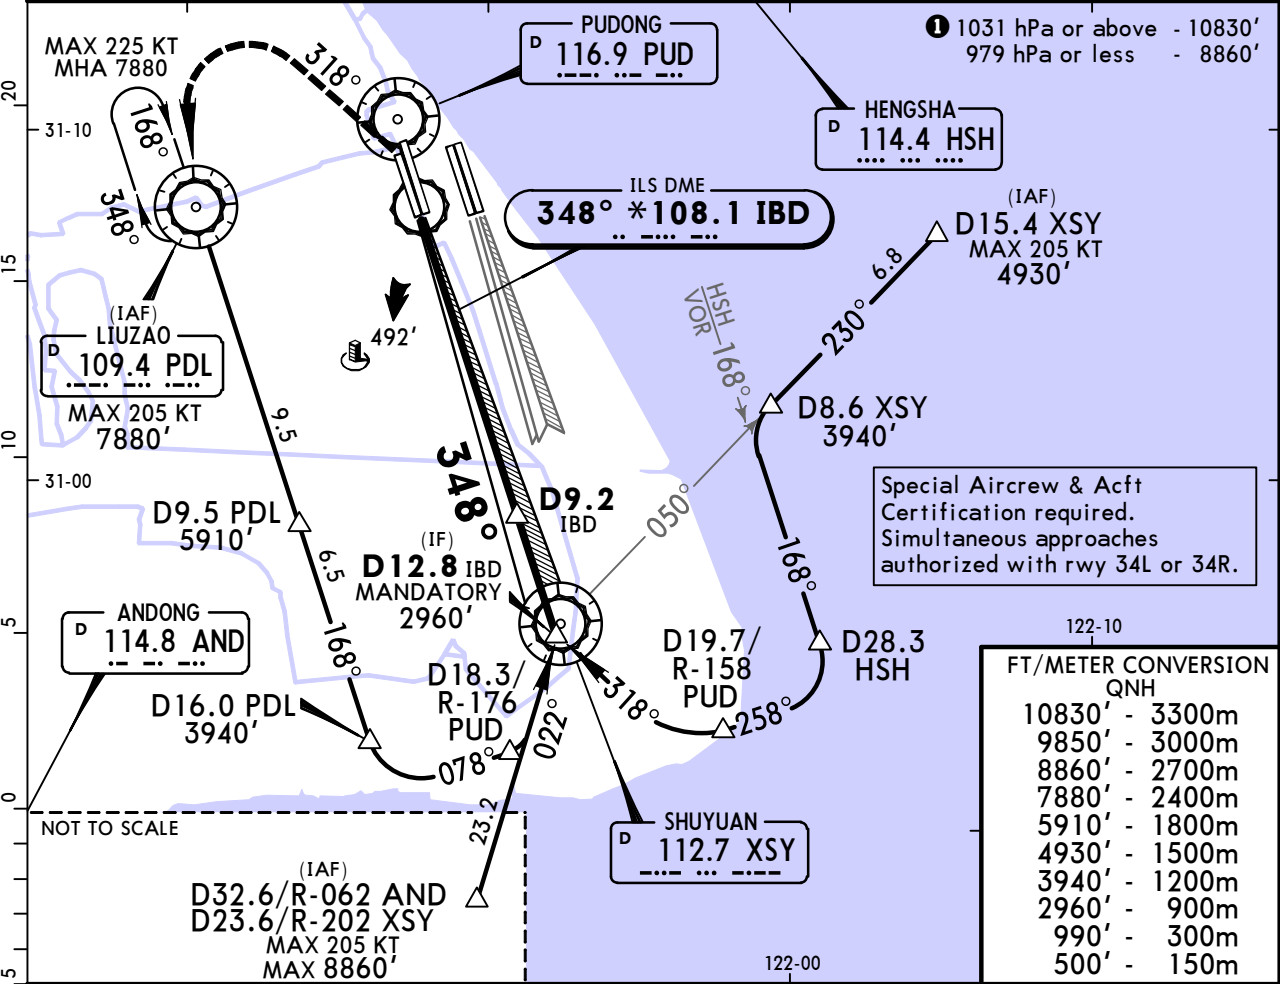 MAX 225 KT
MHA 7880
318°
PUDONG
D 116.9 PUD
❶ 1031 hPa or above - 10830′
979 hPa or less - 8860′
20
31-10
168°
348°
HENGSHA
D 114.4 HSH
ILS DME
348° *108.1 IBD
(IAF)
D15.4 XSY
MAX 205 KT
4930′
6.8
15
(IAF)
LIUZAO
D 109.4 PDL
MAX 205 KT
7880′
492′
HSH
VOR
168°
230°
9.5
D8.6 XSY
3940′
10
31-00
348°
050°
D9.5 PDL
5910′
D9.2
IBD
Special Aircrew & Acft
Certification required.
Simultaneous approaches
authorized with rwy 34L or 34R.
6.5
(IF)
D12.8 IBD
MANDATORY
2960′
168°
ANDONG
D 114.8 AND
5
168°
D19.7/
R-158
PUD
D28.3
HSH
122-10
D18.3/
R-176
PUD
318°
258°
D16.0 PDL
3940′
078°
022°
FT/METER CONVERSION
QNH
10830′ - 3300m
9850′ - 3000m
8860′ - 2700m
7880′ - 2400m
5910′ - 1800m
4930′ - 1500m
3940′ - 1200m
2960′ - 900m
990′ - 300m
500′ - 150m
0
NOT TO SCALE
23.2
SHUYUAN
D 112.7 XSY
(IAF)
D32.6/R-062 AND
D23.6/R-202 XSY
MAX 205 KT
MAX 8860′
5
122-00